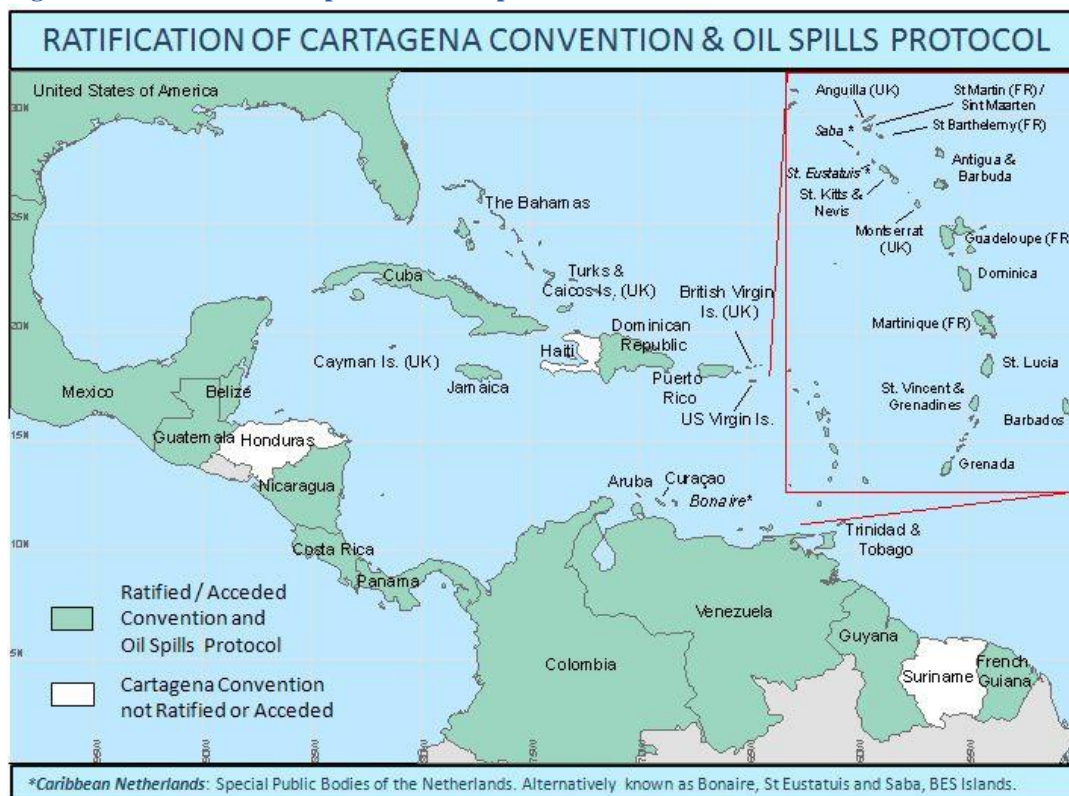 RATIFICATION OF CARTAGENA CONVENTION & OIL SPILLS PROTOCOL
United States of America
30N
25N
20N
15N
10N
5N
The Bahamas
Cuba
Turks &
Caicos Is, (UK)
British Virgin
Is. (UK)
Cayman Is. (UK)
Haiti
Dominican
Republic
Jamaica
Puerto
Rico
US Virgin Is.
Mexico
Belize
Guatemala
Honduras
Nicaragua
Costa Rica
Panama
Aruba
Curaçao
Bonaire*
Trinidad &
Tobago
Venezuela
Colombia
Guyana
Suriname
French
Guiana
Anguilla (UK)
St Martin (FR) /
Sint Maarten
Saba *
St Barthelemy (FR)
St. Eustatuis *
Antigua &
Barbuda
St. Kitts &
Nevis
Montserrat
(UK)
Guadeloupe (FR
Dominica
Martinique (FR)
St. Lucia
St. Vincent &
Grenadines
Barbados
Grenada
Ratified / Acceded
Convention and
Oil Spills Protocol
Cartagena Convention
not Ratified or Acceded
*Caribbean Netherlands: Special Public Bodies of the Netherlands. Alternatively known as Bonaire, St Eustatuis and Saba, BES Islands.